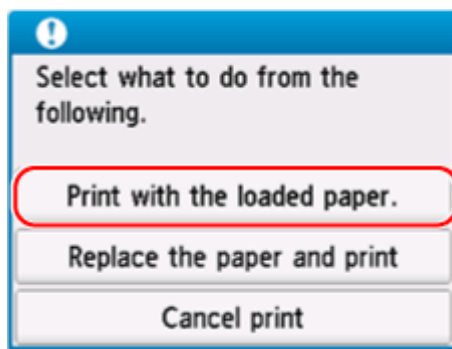 Select what to do from the
following.
Print with the loaded paper.
Replace the paper and print
Cancel print